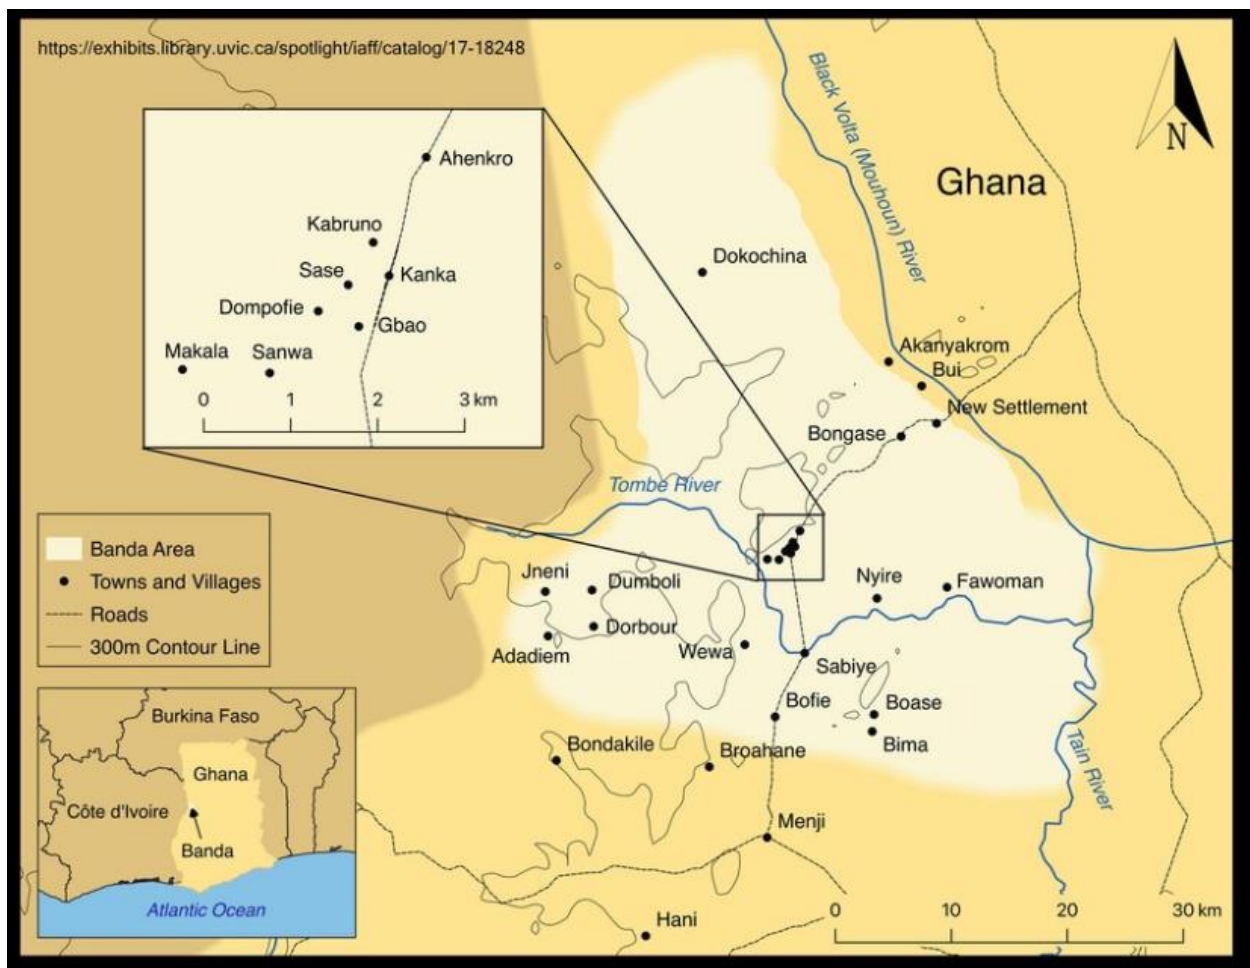 https://exhibits.library.uvic.ca/spotlight/iaff/catalog/17-18248
Black Volta (Mouhoun) River
N
Ghana
Ahenkro
Kabruno
Sase
Kanka
Dompofie
Gbao
Makala
Sanwa
0 1 2 3 km
Dokochina
Akanyakrom
Bui
New Settlement
Bongase
Tombe River
Banda Area
Towns and Villages
Roads
300m Contour Line
Jneni
Dumboli
Nyire
Fawoman
Dorbour
Adadiem
Wewa
Sabiye
Bofie
Boase
Bima
Bondakile
Broahane
Tain River
Menji
Hani
0 10 20 30 km
Burkina Faso
Ghana
Côte d'Ivoire
Banda
Atlantic Ocean